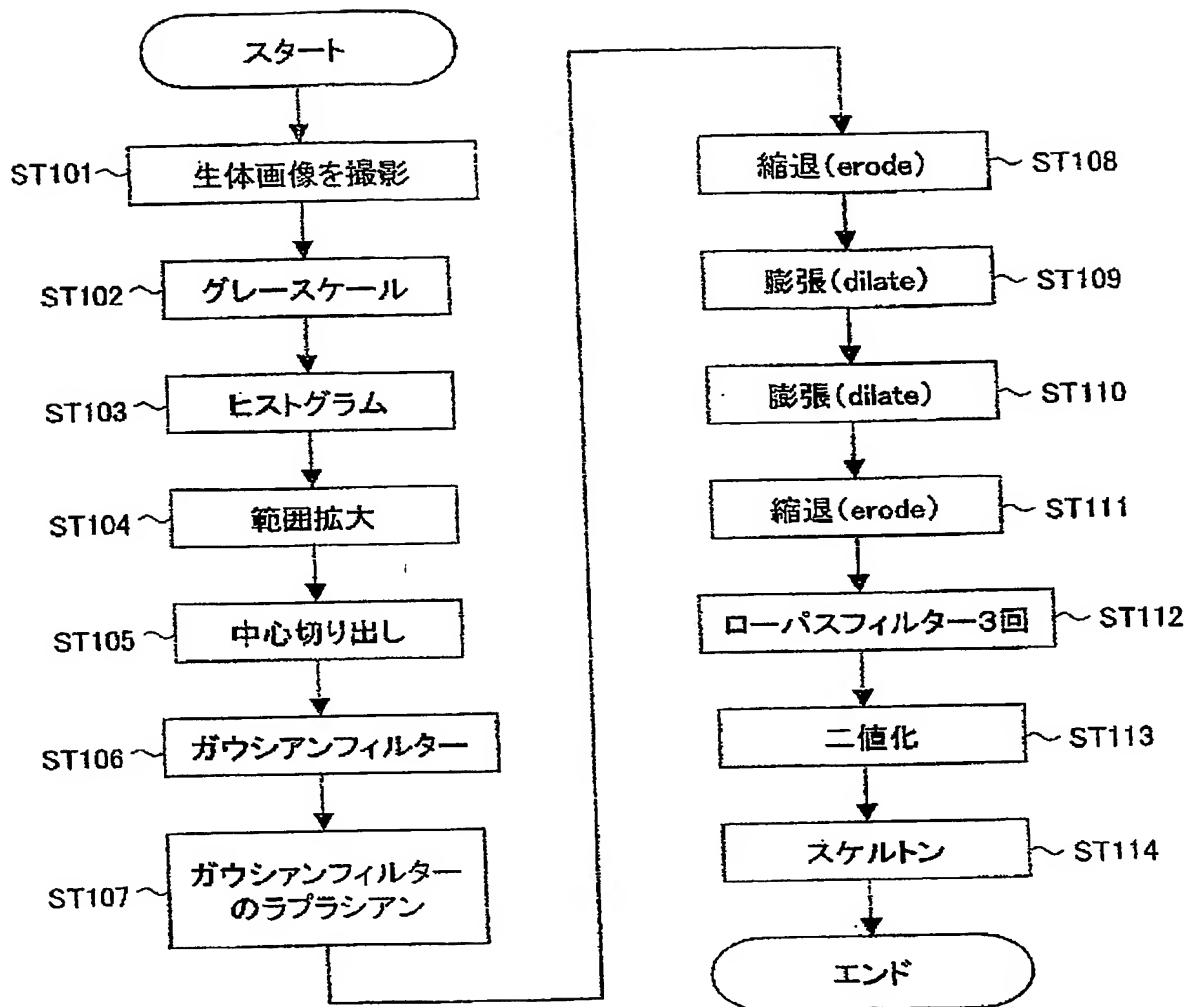 スタート
ST101
生体画像を撮影
ST102
グレースケール
ST103
ヒストグラム
ST104
範囲拡大
ST105
中心切り出し
ST106
ガウシアンフィルター
ST107
ガウシアンフィルター
のラプラシアン
縮退(erode)
ST108
膨張(dilate)
ST109
膨張(dilate)
ST110
縮退(erode)
ST111
ローパスフィルター3回
ST112
二値化
ST113
スケルトン
ST114
エンド